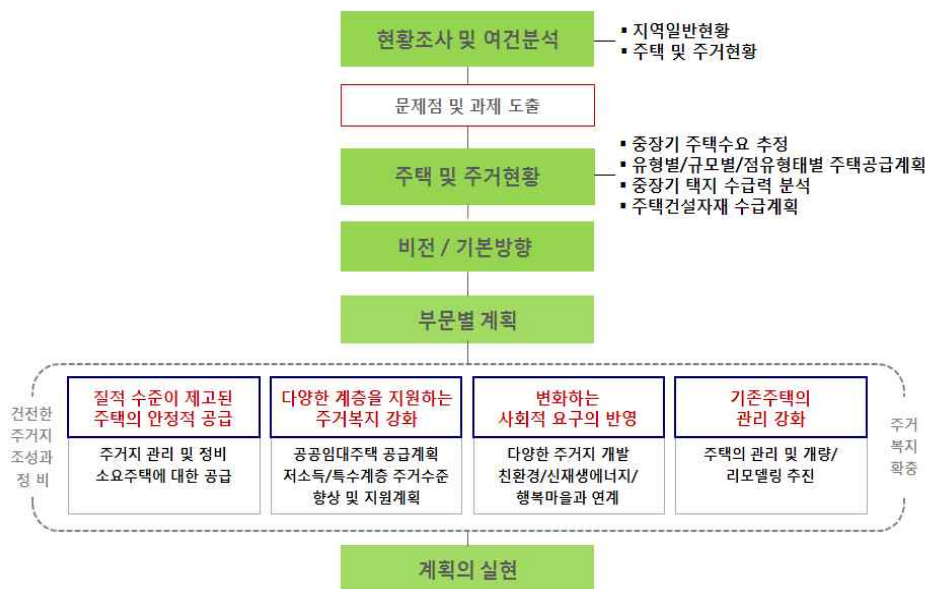 현황조사 및 여건분석
▪ 지역일반현황
▪ 주택 및 주거현황
문제점 및 과제 도출
주택 및 주거현황
▪ 중장기 주택수요 추정
▪ 유형별/규모별/점유형태별 주택공급계획
▪ 중장기 택지 수급력 분석
▪ 주택건설자재 수급계획
비전 / 기본방향
부문별 계획
건전한
주거지
조성과
정 비
질적 수준이 제고된
주택의 안정적 공급
주거지 관리 및 정비
소요주택에 대한 공급
다양한 계층을 지원하는
주거복지 강화
공공임대주택 공급계획
저소득/특수계층 주거수준
향상 및 지원계획
변화하는
사회적 요구의 반영
다양한 주거지 개발
친환경/신재생에너지/
행복마을과 연계
기존주택의
관리 강화
주택의 관리 및 개량/
리모델링 추진
주거
복지
확충
계획의 실현